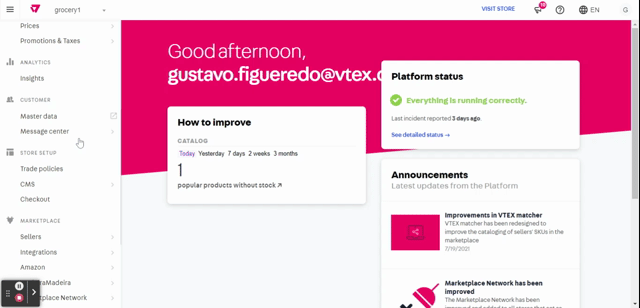 grocery1
VISIT STORE
10
EN
G
Prices
Promotions & Taxes
ANALYTICS
Insights
CUSTOMER
Master data
Message center
STORE SETUP
Trade policies
CMS
Checkout
MARKETPLACE
Sellers
Integrations
Amazon
Madeira
place Network
Good afternoon,
gustavo.figueredo@vtex.c
How to improve
CATALOG
Today Yesterday 7 days 2 weeks 3 months
1
popular products without stock
Platform status
Everything is running correctly.
Last incident reported 3 days ago.
See detailed status →
Announcements
Latest updates from the Platform
Improvements in VTEX matcher
VTEX matcher has been
redesigned to
improve the cataloging of sellers' SKUs in
the marketplace
7/19/2021
Marketplace Network has been
improved
The Marketplace Network has been